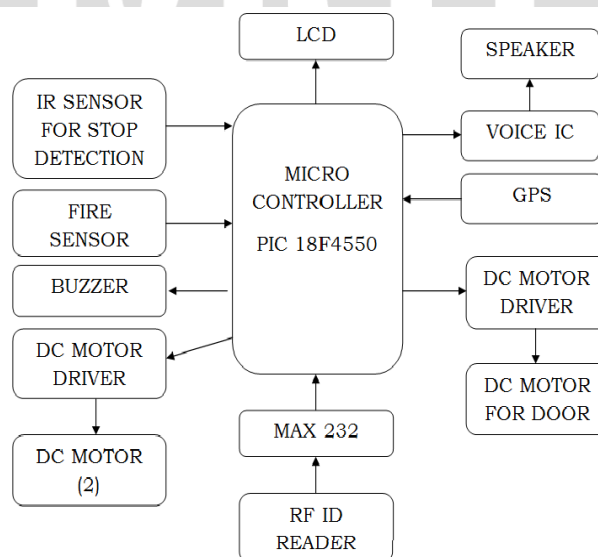 LCD
SPEAKER
IR SENSOR
FOR STOP
DETECTION
VOICE IC
MICRO
CONTROLLER
PIC 18F4550
GPS
FIRE
SENSOR
BUZZER
DC MOTOR
DRIVER
DC MOTOR
DRIVER
DC MOTOR
FOR DOOR
MAX 232
DC MOTOR
(2)
RF ID
READER